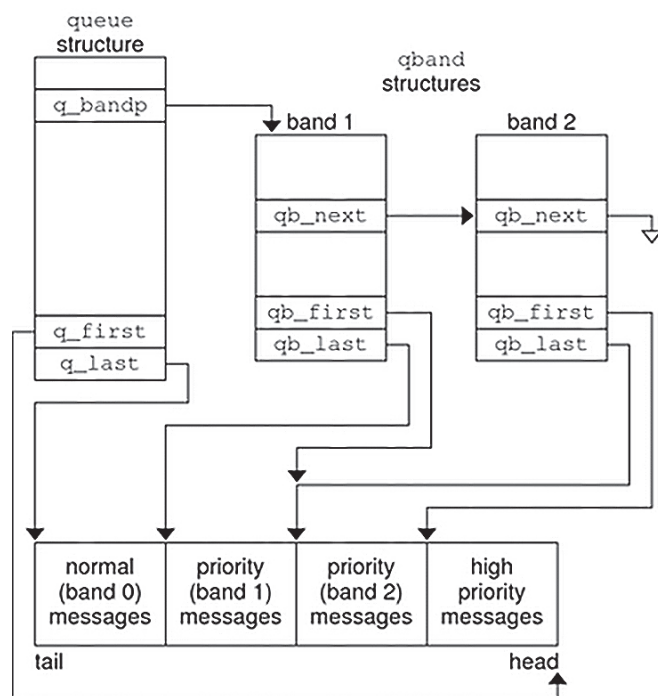 queue
structure
q_bandp
qband
structures
band 1
band 2
qb_next
qb_next
qb_first
qb_first
q_first
qb_last
qb_last
q_last
normal
(band 0)
messages
priority
(band 1)
messages
priority
(band 2)
messages
high
priority
messages
tail
head